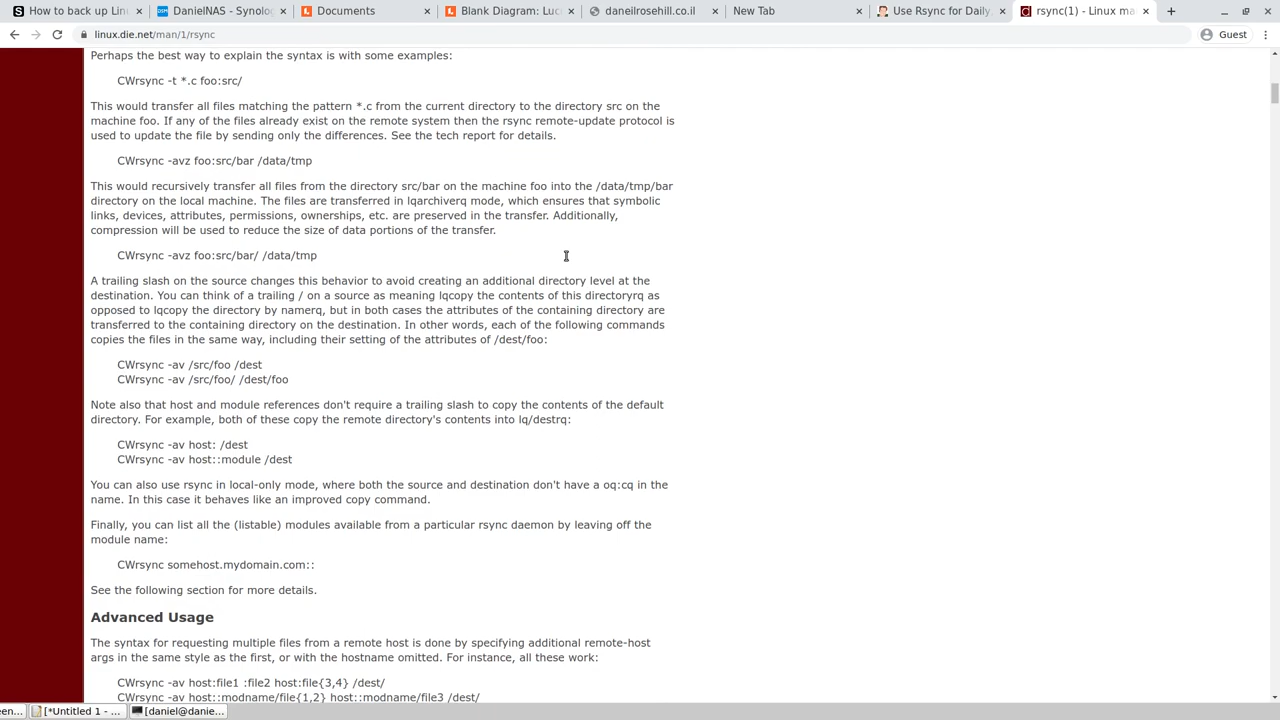 How to back up Linu
DanielNAS - Synolo
Documents
Blank Diagram: Luc
daneilrosehill.co.il
New Tab
Use Rsync for Daily
rsync(1) - Linux ma
linux.die.net/man/1/rsync
Guest
Perhaps the best way to explain the syntax is with some examples:
CWrsync -t *.c foo:src/
This would transfer all files matching the pattern *.c from the current directory to the directory src on the
machine foo. If any of the files already exist on the remote system then the rsync remote-update protocol is
used to update the file by sending only the differences. See the tech report for details.
CWrsync -avz foo:src/bar /data/tmp
This would recursively transfer all files from the directory src/bar on the machine foo into the /data/tmp/bar
directory on the local machine. The files are transferred in lqarchiverq mode, which ensures that symbolic
links, devices, attributes, permissions, ownerships, etc. are preserved in the transfer. Additionally,
compression will be used to reduce the size of data portions of the transfer.
CWrsync -avz foo:src/bar/ /data/tmp
A trailing slash on the source changes this behavior to avoid creating an additional directory level at the
destination. You can think of a trailing / on a source as meaning lqcopy the contents of this directoryrq as
opposed to lqcopy the directory by namerq, but in both cases the attributes of the containing directory are
transferred to the containing directory on the destination. In other words, each of the following commands
copies the files in the same way, including their setting of the attributes of /dest/foo:
CWrsync -av /src/foo /dest
CWrsync -av /src/foo/ /dest/foo
Note also that host and module references don't require a trailing slash to copy the contents of the default
directory. For example, both of these copy the remote directory's contents into lq/destrq:
CWrsync -av host: /dest
CWrsync -av host::module /dest
You can also use rsync in local-only mode, where both the source and destination don't have a oq:cq in the
name. In this case it behaves like an improved copy command.
Finally, you can list all the (listable) modules available from a particular rsync daemon by leaving off the
module name:
CWrsync somehost.mydomain.com::
See the following section for more details.
Advanced Usage
The syntax for requesting multiple files from a remote host is done by specifying additional remote-host
args in the same style as the first, or with the hostname omitted. For instance, all these work:
CWrsync -av host:file1 :file2 host:file{3,4} /dest/
CWrsync -av host::modname/file{1,2} host::modname/file3 /dest/
een...
[*Untitled 1 - ...
[daniel@danie...